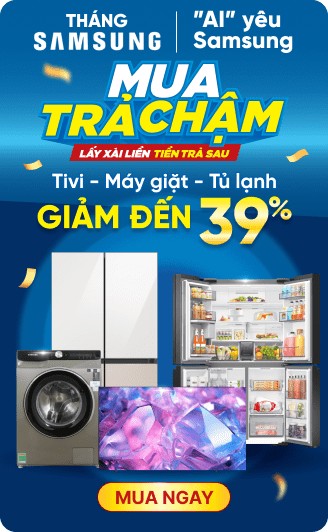 THÁNG
SAMSUNG
"AI" yêu
Samsung
MUA
TRẢ CHẬM
LẤY XÀI LIỀN TIỀN TRẢ SAU
Tivi - Máy giặt - Tủ lạnh
GIẢM ĐẾN 39%
MUA NGAY